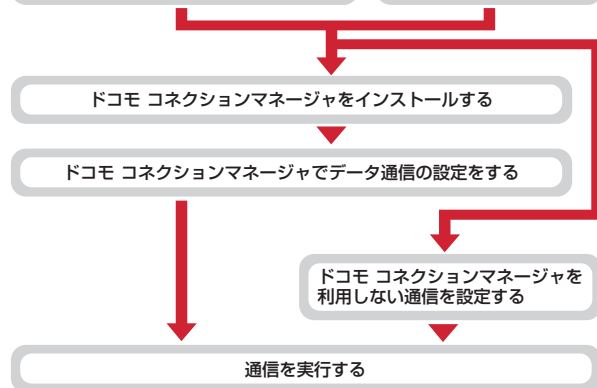 ドコモ コネクションマネージャをインストールする
ドコモ コネクションマネージャでデータ通信の設定をする
ドコモ コネクションマネージャを
利用しない通信を設定する
通信を実行する